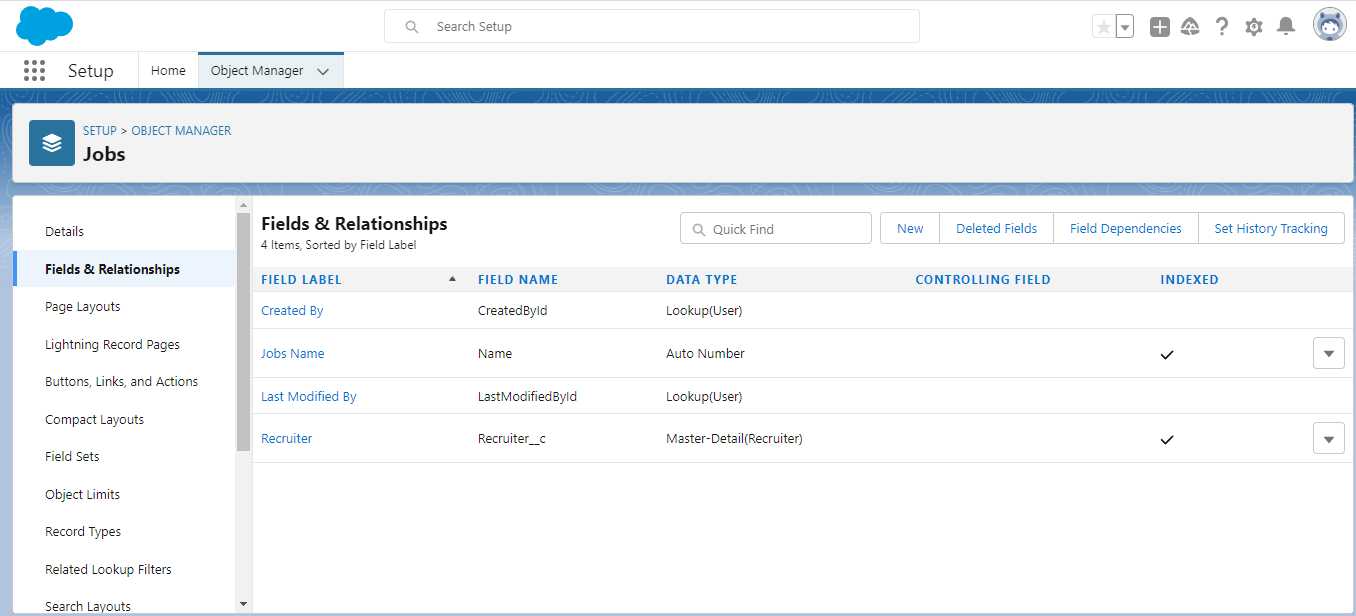 Search Setup
Setup Home Object Manager
SETUP > OBJECT MANAGER
Jobs
Details
Fields & Relationships
Page Layouts
Lightning Record Pages
Buttons, Links, and Actions
Compact Layouts
Field Sets
Object Limits
Record Types
Related Lookup Filters
Search Layouts
Fields & Relationships
4 Items, Sorted by Field Label
Quick Find New Deleted Fields Field Dependencies Set History Tracking
FIELD LABEL FIELD NAME DATA TYPE CONTROLLING FIELD INDEXED
Created By CreatedById Lookup(User)
Jobs Name Name Auto Number
Last Modified By LastModifiedById Lookup(User)
Recruiter Recruiter__c Master-Detail(Recruiter)